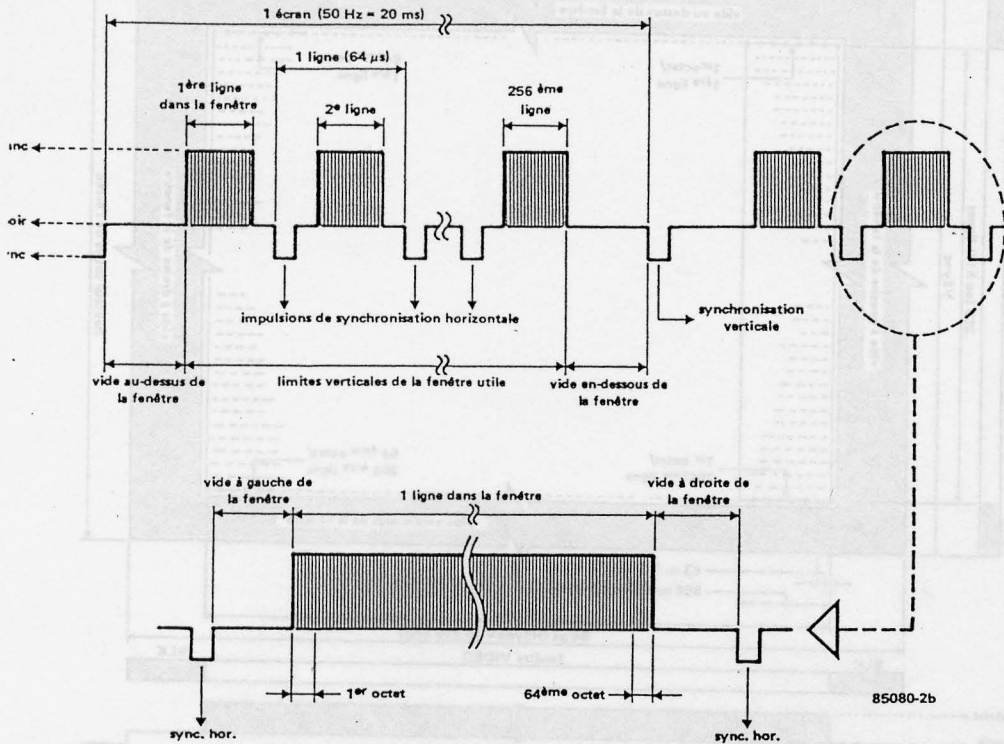 1 écran (50 Hz = 20 ms)
1 ligne (64 µs)
1ère ligne
dans la fenêtre
2e ligne
256 ème
ligne
inc
oir
nc
impulsions de synchronisation horizontale
synchronisation
verticale
vide au-dessus de
la fenêtre
limites verticales de la fenêtre utile
vide en-dessous de
la fenêtre
vide à gauche de
la fenêtre
1 ligne dans la fenêtre
vide à droite de
la fenêtre
1er octet
64ème octet
85080-2b
sync. hor.
sync. hor.